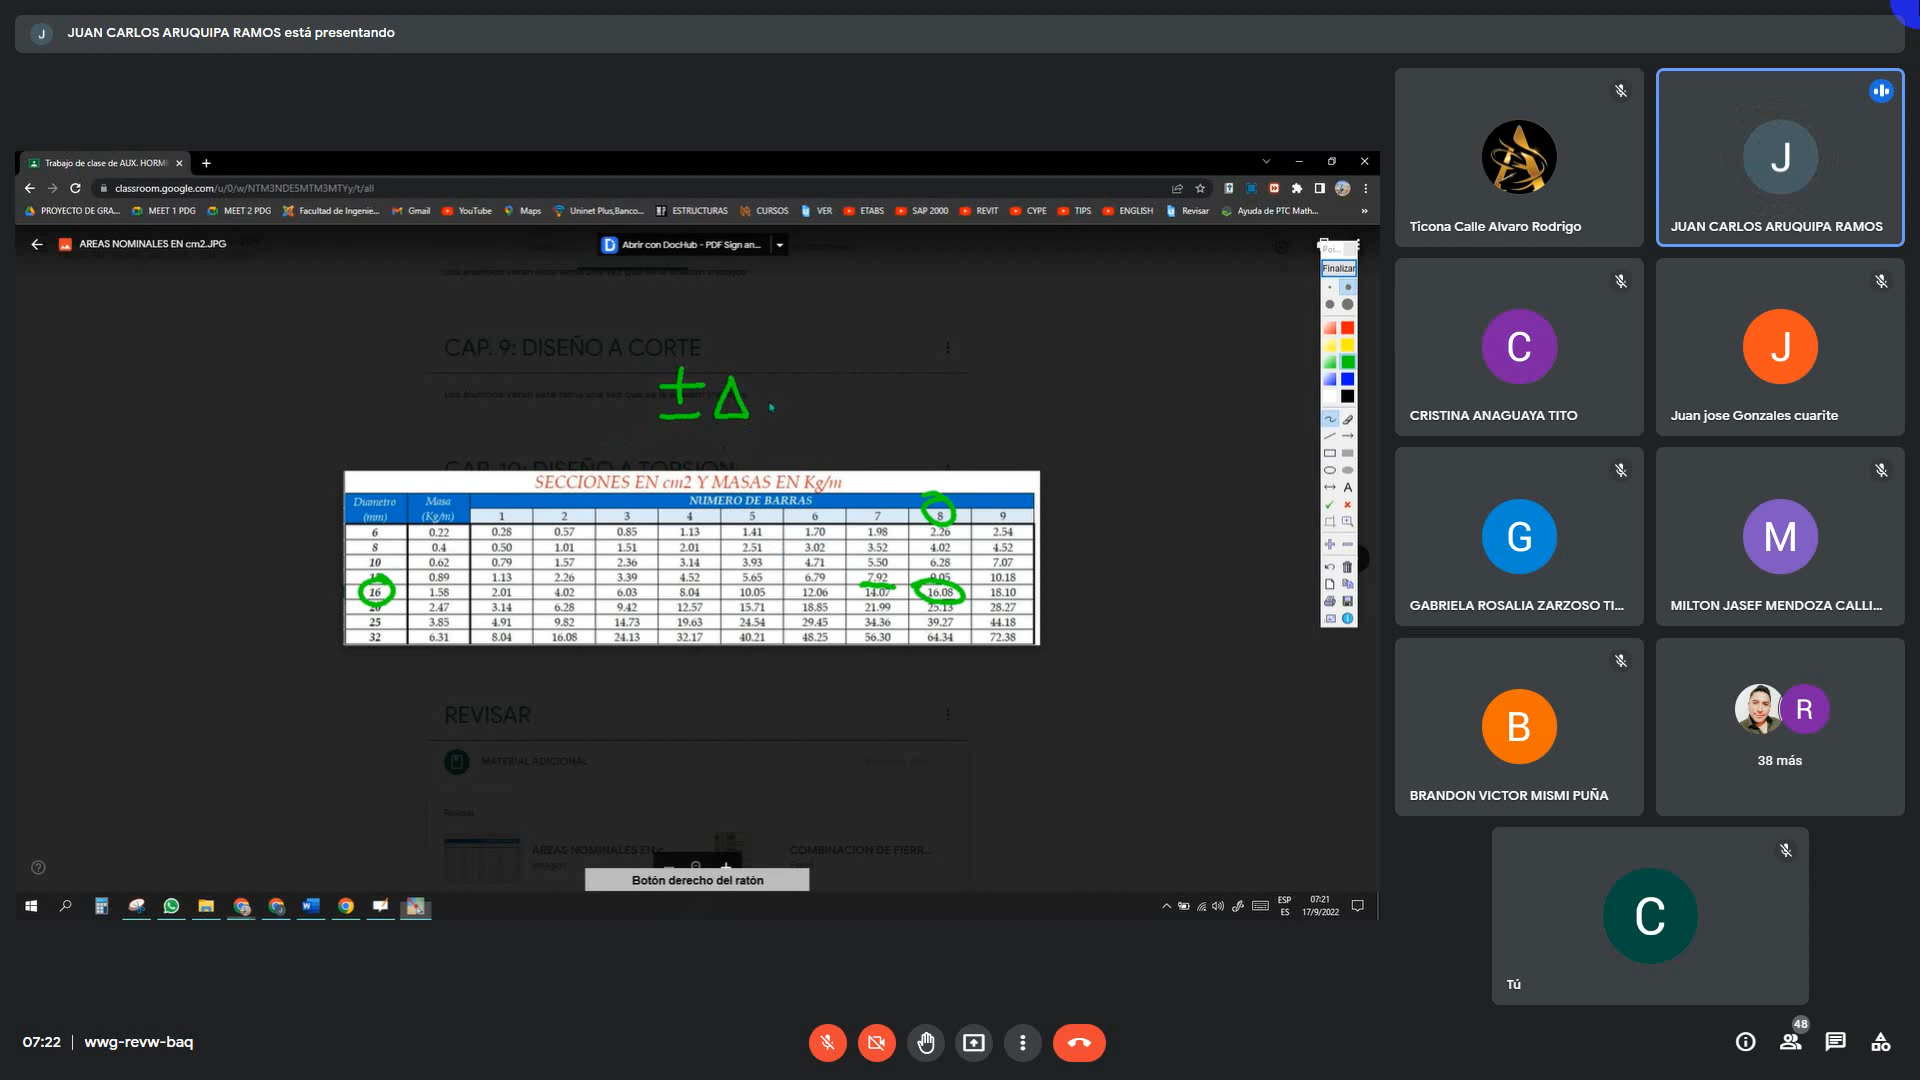 J JUAN CARLOS ARUQUIPA RAMOS está presentando
Trabajo de clase de AUX. HORMI
classroom.google.com/u/0/w/NTM3NDE5MTM3MTYy/t/all
PROYECTO DE GRA... MEET 1 PDG MEET 2 PDG Facultad de Ingenie... Gmail YouTube Maps Uninet Plus,Banco... ESTRUCTURAS CURSOS VER ETABS SAP 2000 REVIT CYPE TIPS ENGLISH Revisar Ayuda de PTC Math... »
AREAS NOMINALES EN cm2.JPG
D Abrir con DocHub - PDF Sign an...
Finalizar
A
CAP. 9: DISEÑO A CORTE
± Δ
CAP. 10: DISEÑO A TORSION
SECCIONES EN cm2 Y MASAS EN Kg/m
Diametro (mm) Masa (Kg/m) NUMERO DE BARRAS
1 2 3 4 5 6 7 8 9
6 0.22 0.28 0.57 0.85 1.13 1.41 1.70 1.98 2.26 2.54
8 0.4 0.50 1.01 1.51 2.01 2.51 3.02 3.52 4.02 4.52
10 0.62 0.79 1.57 2.36 3.14 3.93 4.71 5.50 6.28 7.07
0.89 1.13 2.26 3.39 4.52 5.65 6.79 7.92 9.05 10.18
16 1.58 2.01 4.02 6.03 8.04 10.05 12.06 14.07 16.08 18.10
20 2.47 3.14 6.28 9.42 12.57 15.71 18.85 21.99 25.13 28.27
25 3.85 4.91 9.82 14.73 19.63 24.54 29.45 34.36 39.27 44.18
32 6.31 8.04 16.08 24.13 32.17 40.21 48.25 56.30 64.34 72.38
REVISAR
MATERIAL ADICIONAL
Revisar
AREAS NOMINALES EN c...
Imagen
COMBINACION DE FIERR...
Excel
Botón derecho del ratón
ESP
ES
07:21
17/9/2022
Ticona Calle Alvaro Rodrigo
J
JUAN CARLOS ARUQUIPA RAMOS
C
CRISTINA ANAGUAYA TITO
J
Juan jose Gonzales cuarite
G
GABRIELA ROSALIA ZARZOSO TI...
M
MILTON JASEF MENDOZA CALLI...
B
BRANDON VICTOR MISMI PUÑA
R
38 más
C
Tú
07:22 | wwg-revw-baq
48